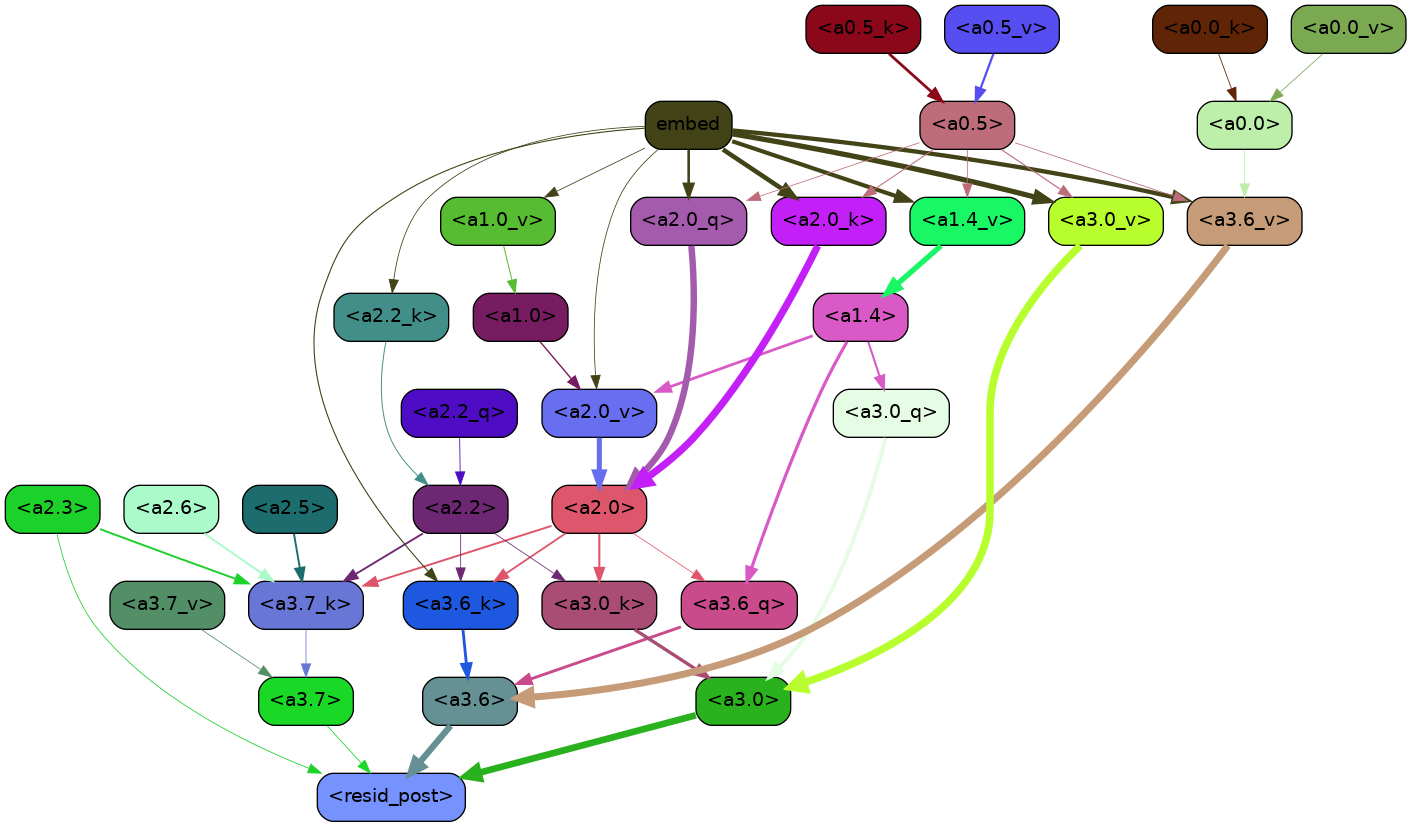 <a0.5_k> <a0.5_v> <a0.0_k> <a0.0_v>
embed <a0.5> <a0.0>
<a1.0_v> <a2.0_q> <a2.0_k> <a1.4_v> <a3.0_v> <a3.6_v>
<a2.2_k> <a1.0> <a1.4>
<a2.2_q> <a2.0_v> <a3.0_q>
<a2.3> <a2.6> <a2.5> <a2.2> <a2.0>
<a3.7_v> <a3.7_k> <a3.6_k> <a3.0_k> <a3.6_q>
<a3.7> <a3.6> <a3.0>
<resid_post>